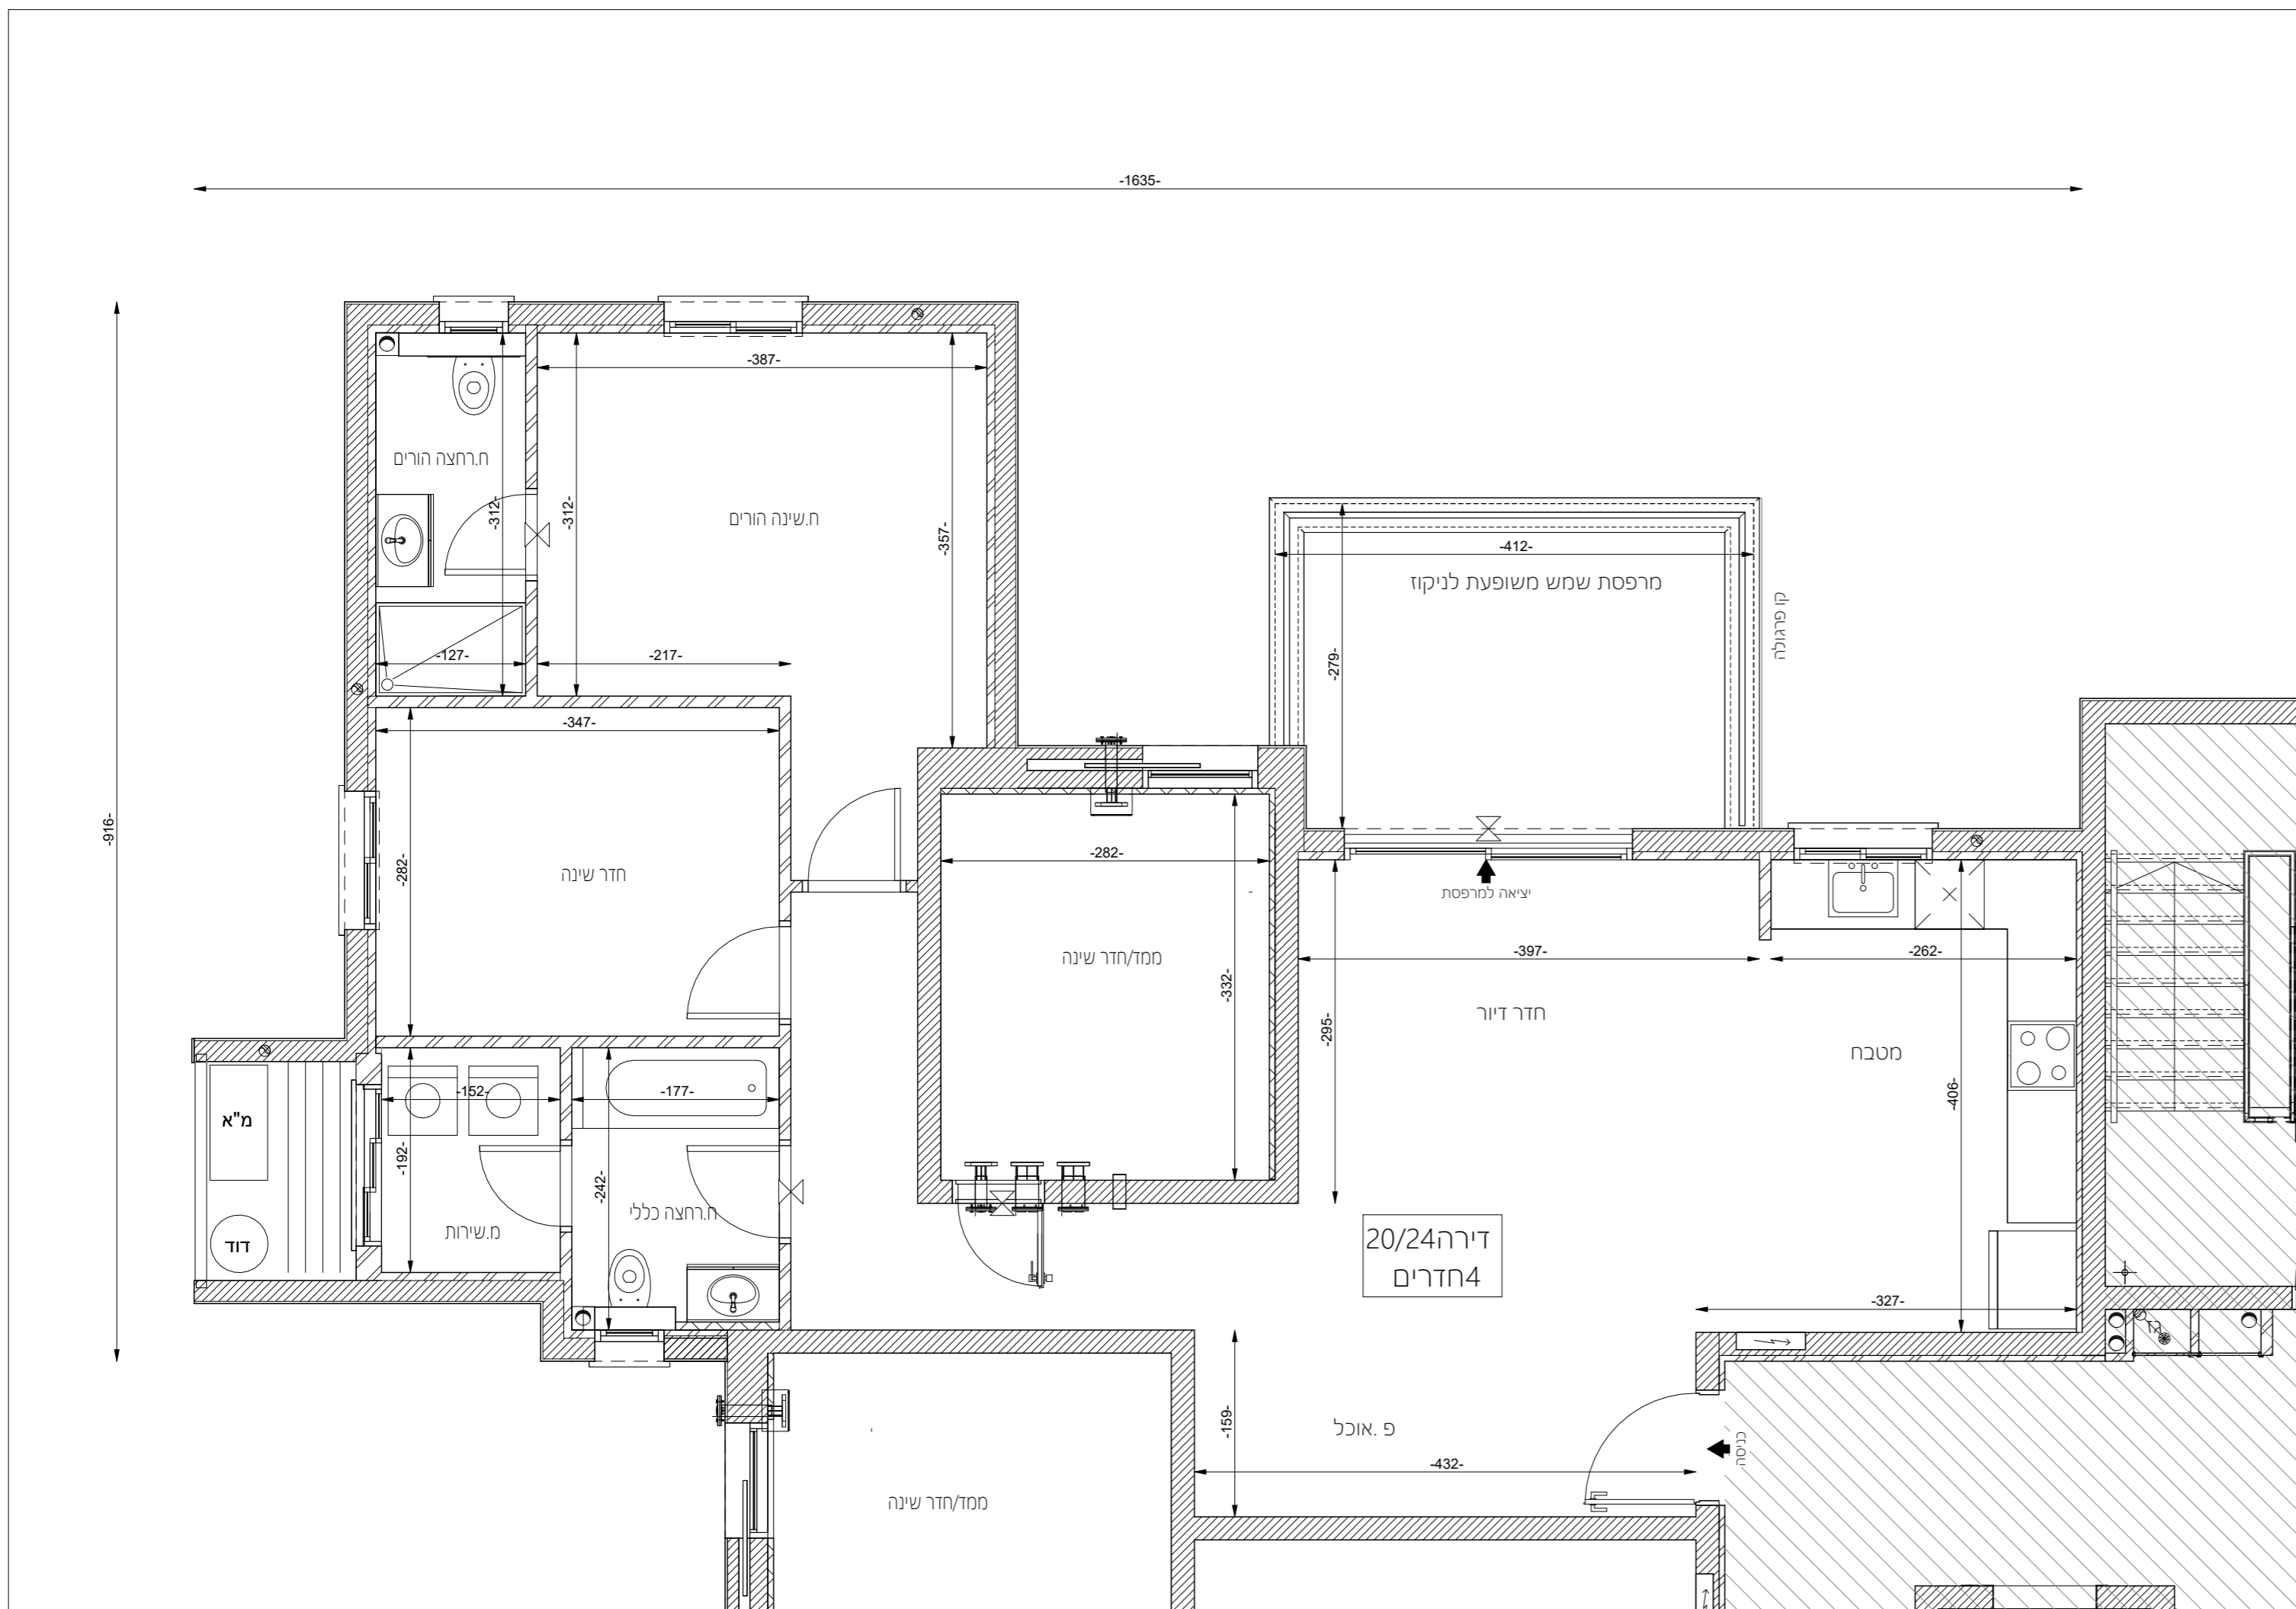 -1635-
-916-
-387-
ח.רחצה הורים
-312-
-312-
ח.שינה הורים
-357-
-412-
מרפסת שמש משופעת לניקוז
קו פרגולה
-279-
-127-
-217-
-347-
-282-
חדר שינה
-282-
ממד/חדר שינה
-332-
יציאה למרפסת
-397-
-262-
חדר דיור
-295-
מטבח
-406-
מ"א
דוד
-152-
-192-
מ.שירות
-177-
-242-
ח.רחצה כללי
דירה20/24
4חדרים
-327-
גז
-159-
פ .אוכל
-432-
כניסה
ממד/חדר שינה